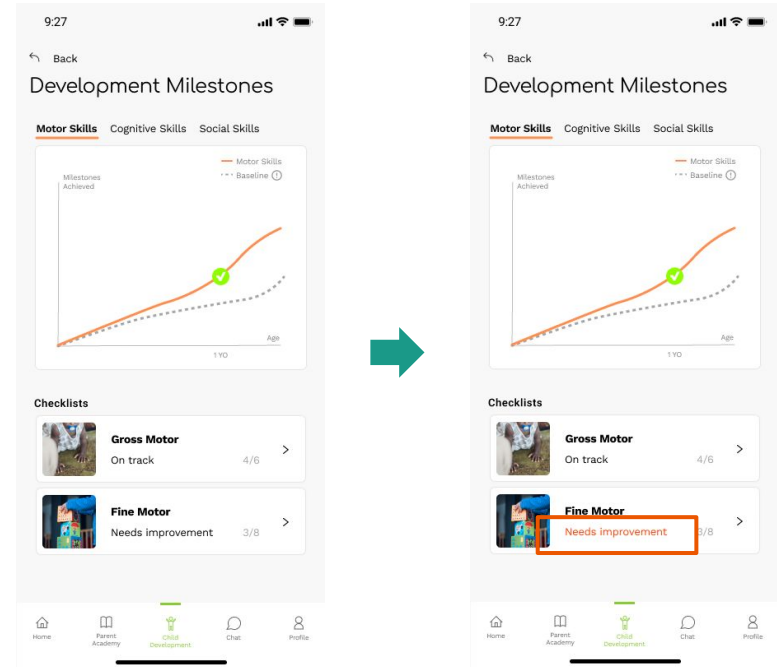 9:27
Back
Development Milestones
Motor Skills Cognitive Skills Social Skills
Motor Skills
Baseline
Milestones
Achieved
Age
1 YO
Checklists
Gross Motor
On track 4/6
Fine Motor
Needs improvement 3/8
Home
Parent
Academy
Child
Development
Chat
Profile
9:27
Back
Development Milestones
Motor Skills Cognitive Skills Social Skills
Motor Skills
Baseline
Milestones
Achieved
Age
1 YO
Checklists
Gross Motor
On track 4/6
Fine Motor
Needs improvement 3/8
Home
Parent
Academy
Child
Development
Chat
Profile